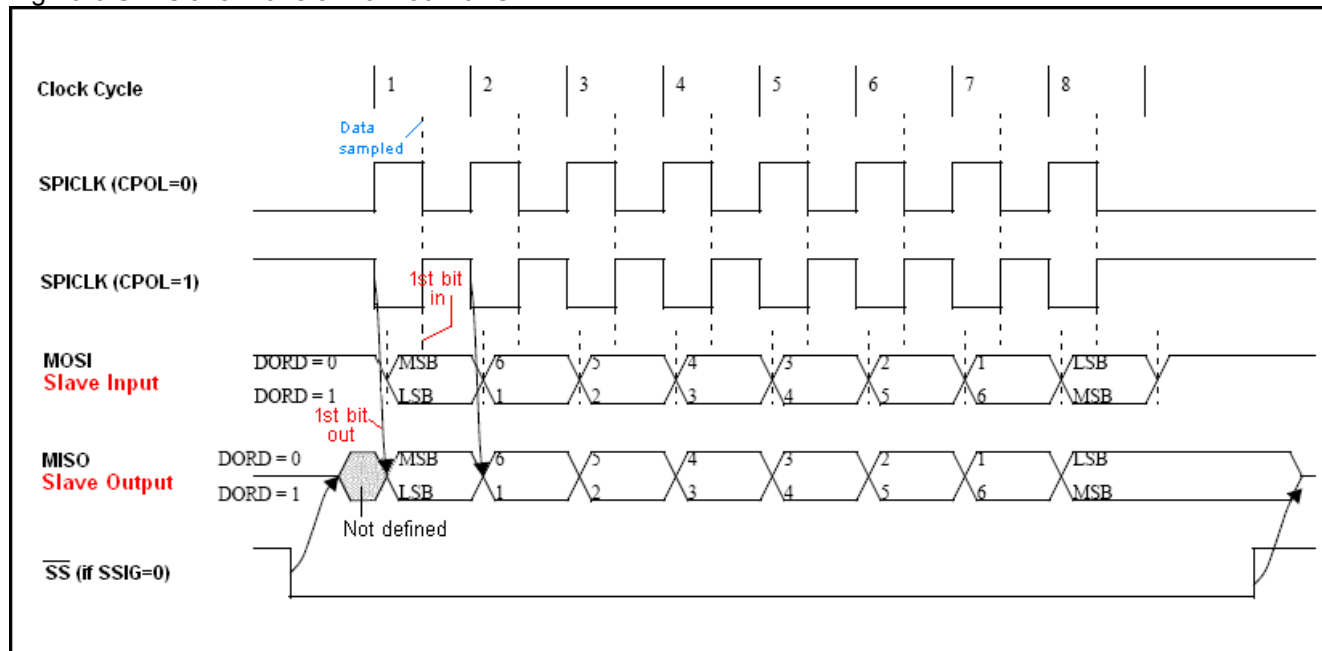 Clock Cycle 1 2 3 4 5 6 7 8
Data
sampled
SPICLK (CPOL=0)
SPICLK (CPOL=1)
1st bit
in
MOSI DORD = 0 MSB 6 5 4 3 2 1 LSB
Slave Input DORD = 1 LSB 1 2 3 4 5 6 MSB
1st bit
out
MISO DORD = 0 MSB 6 5 4 3 2 1 LSB
Slave Output DORD = 1 LSB 1 2 3 4 5 6 MSB
Not defined
SS (if SSIG=0)